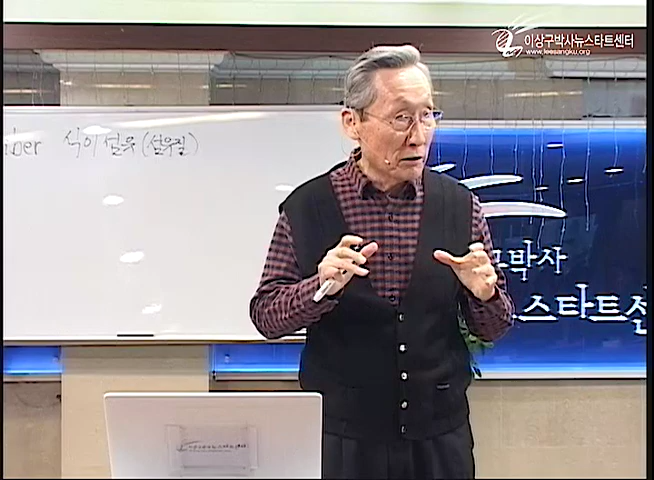 이상구박사뉴스타트센터
www.leesangku.org
ber 식이섬유 (섬유질)
구박사
스타트센